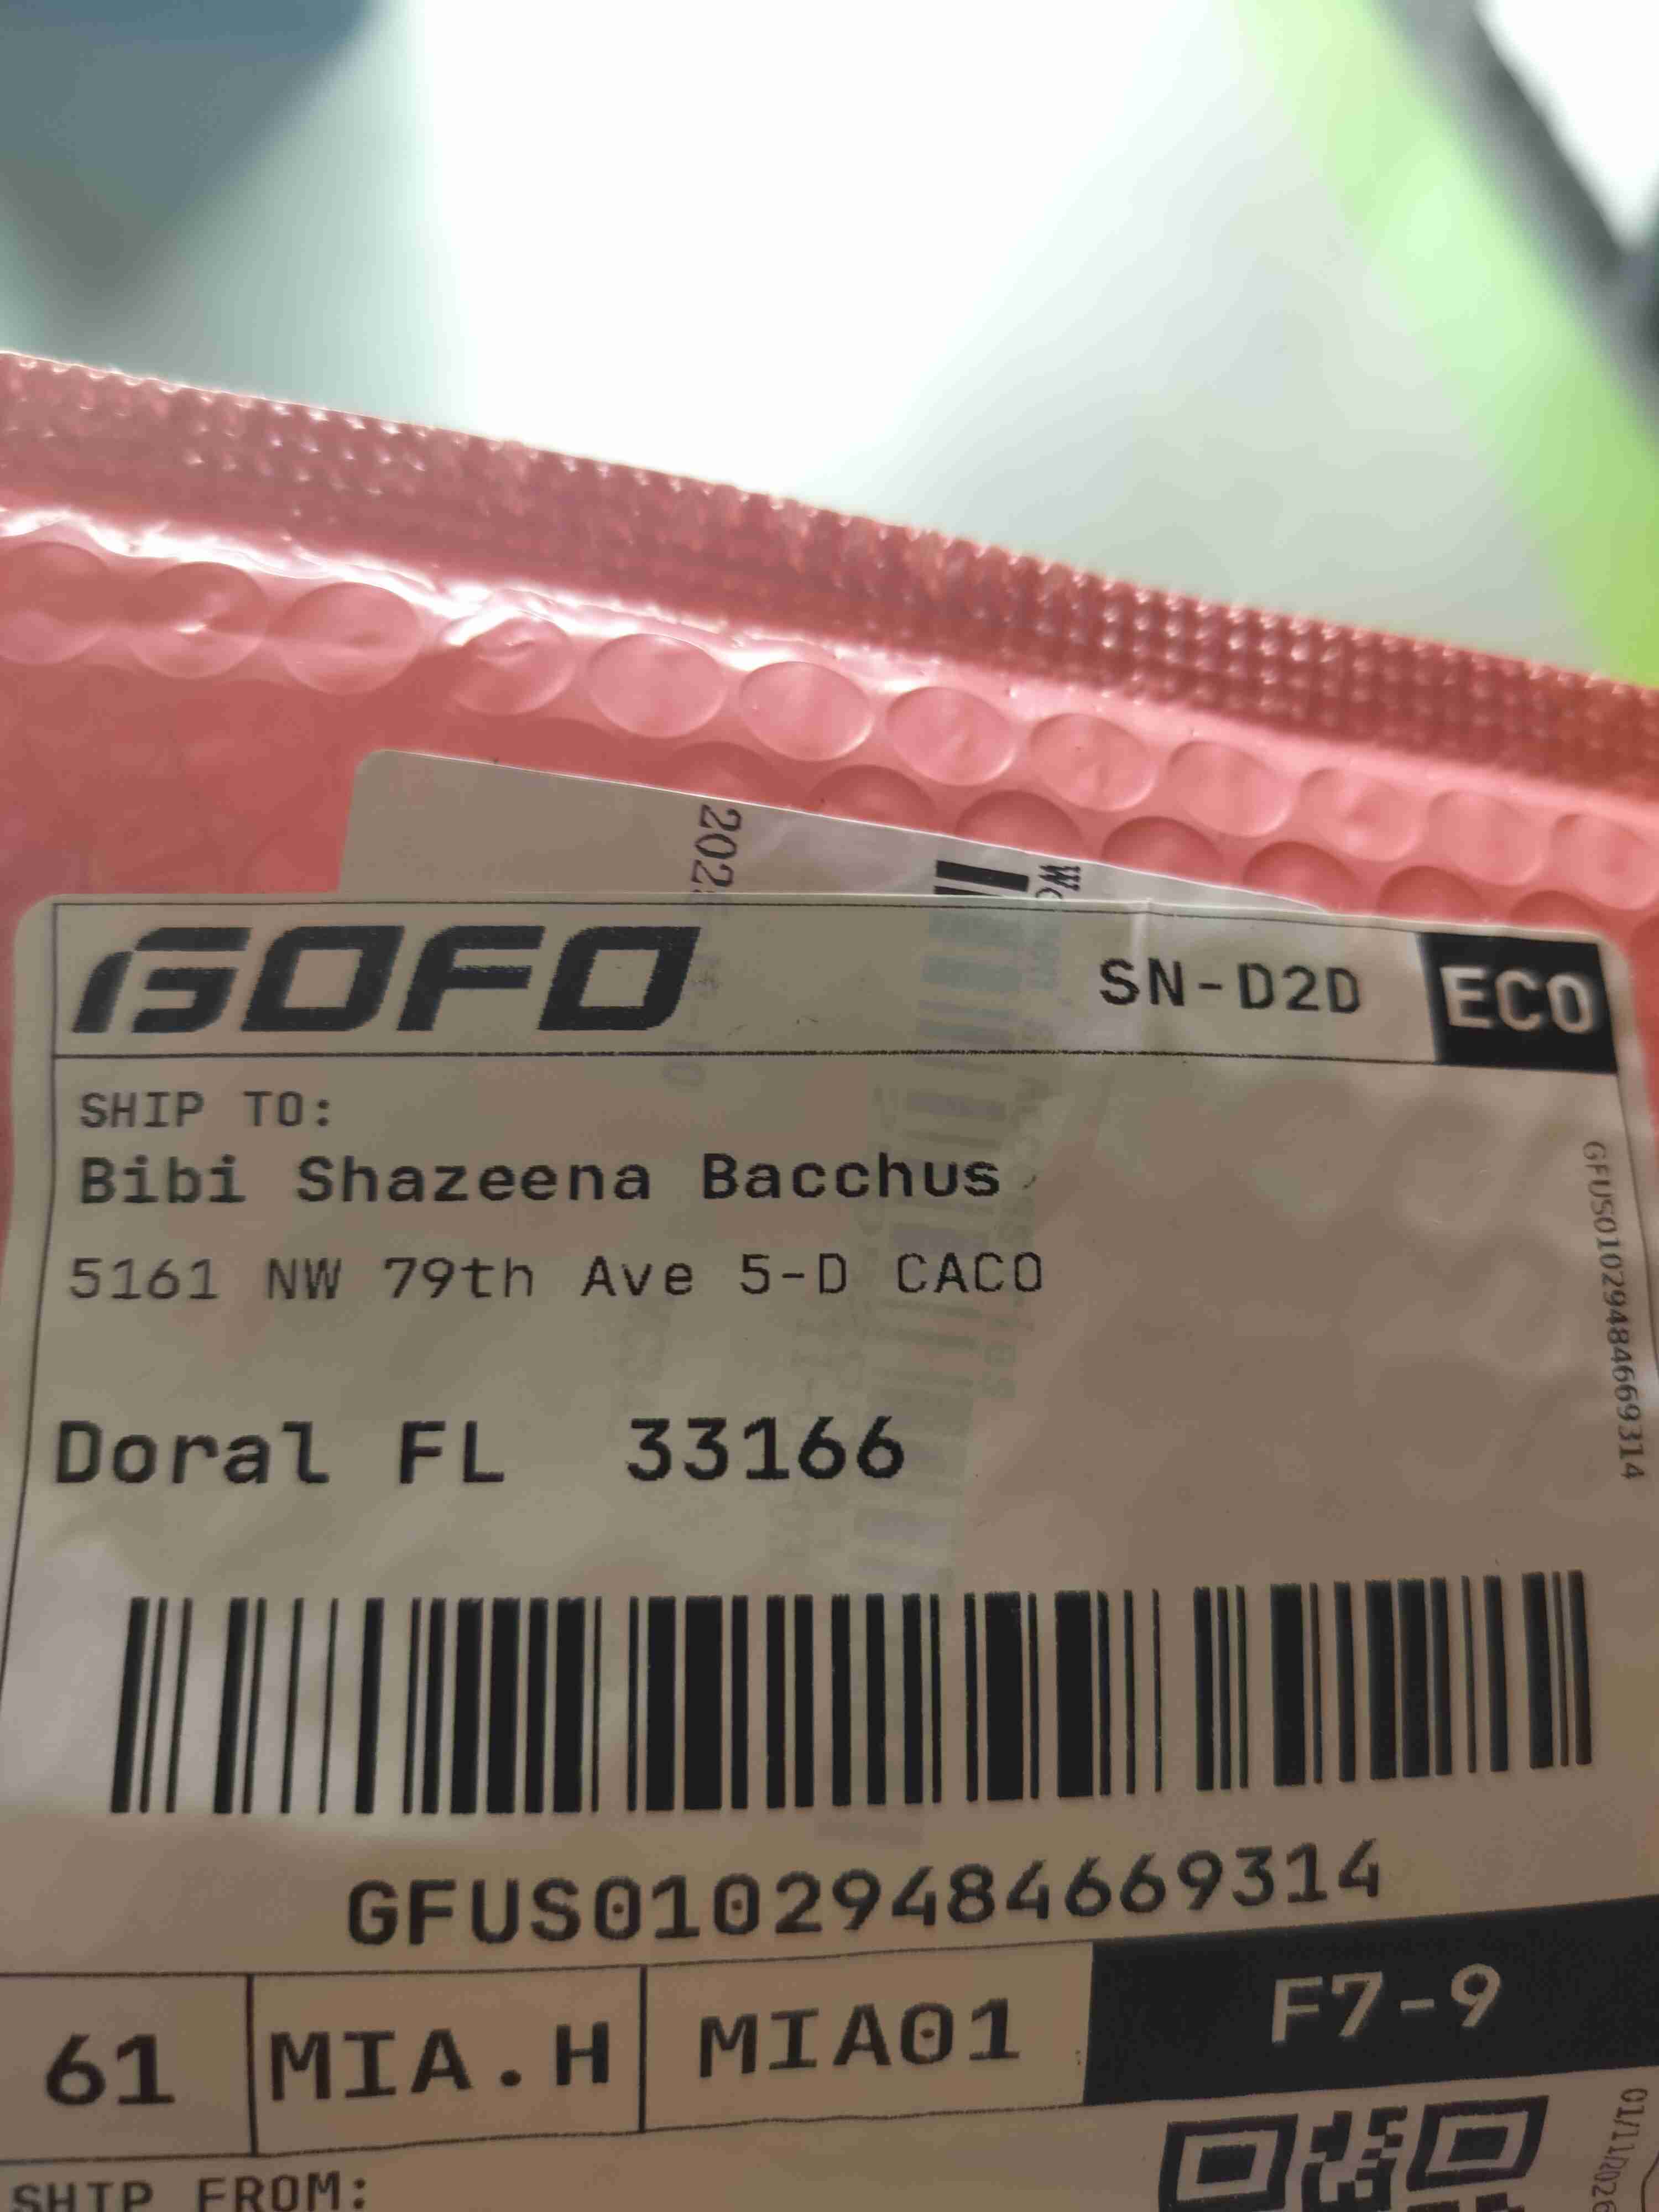 GOFO
SN-D2D
ECO
SHIP TO:
Bibi Shazeena Bacchus
5161 NW 79th Ave 5-D CACO
Doral FL 33166
GFUS01029484669314
GFUS01029484669314
61
MIA.H
MIA01
F7-9
SHIP FROM: